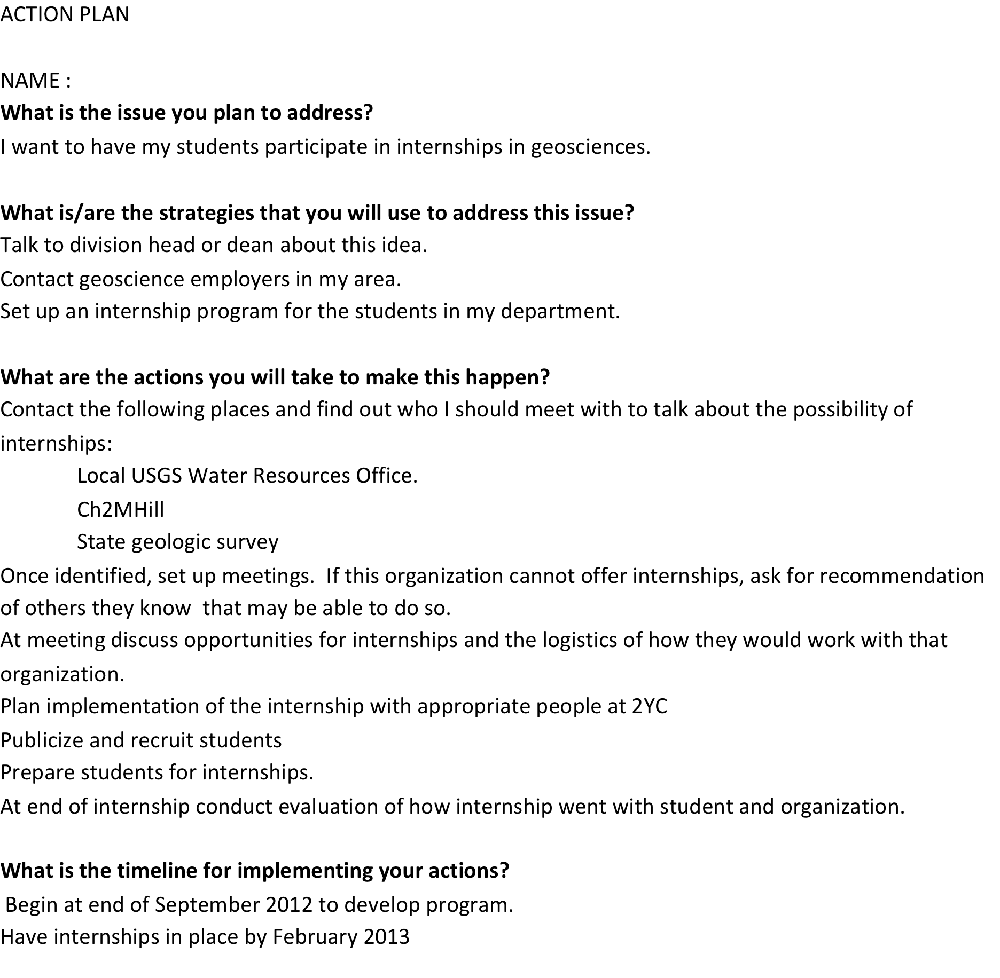 ACTION PLAN
NAME :
What is the issue you plan to address?
I want to have my students participate in internships in geosciences.
What is/are the strategies that you will use to address this issue?
Talk to division head or dean about this idea.
Contact geoscience employers in my area.
Set up an internship program for the students in my department.
What are the actions you will take to make this happen?
Contact the following places and find out who I should meet with to talk about the possibility of
internships:
Local USGS Water Resources Office.
Ch2MHill
State geologic survey
Once identified, set up meetings.  If this organization cannot offer internships, ask for recommendation
of others they know  that may be able to do so.
At meeting discuss opportunities for internships and the logistics of how they would work with that
organization.
Plan implementation of the internship with appropriate people at 2YC
Publicize and recruit students
Prepare students for internships.
At end of internship conduct evaluation of how internship went with student and organization.
What is the timeline for implementing your actions?
Begin at end of September 2012 to develop program.
Have internships in place by February 2013